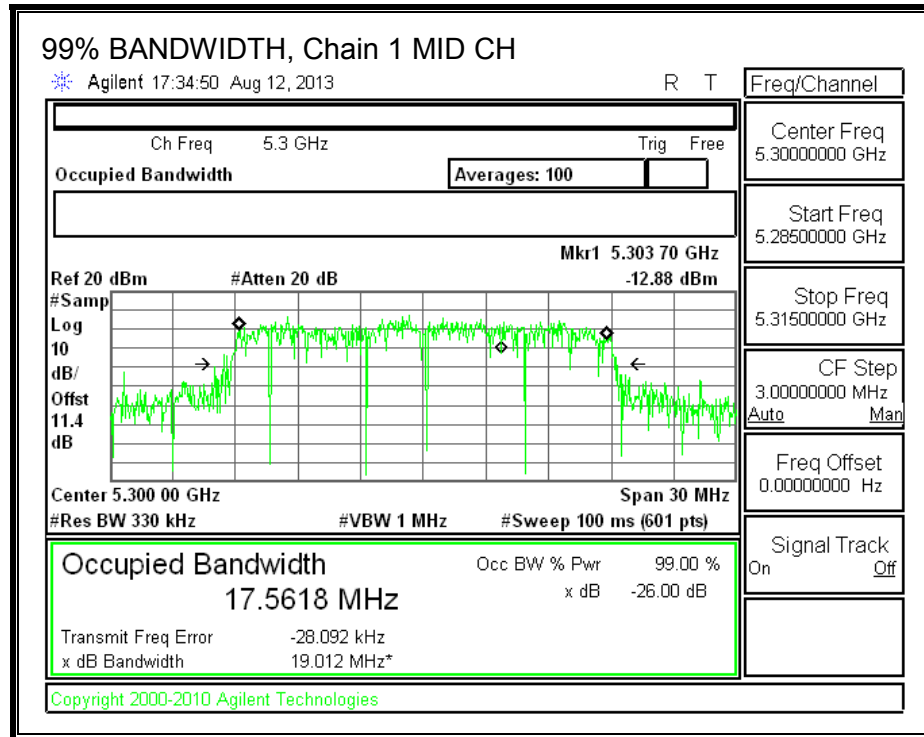 99% BANDWIDTH, Chain 1 MID CH
Agilent 17:34:50 Aug 12, 2013 R T
Freq/Channel
Ch Freq 5.3 GHz Trig Free
Occupied Bandwidth Averages: 100
Mkr1 5.303 70 GHz
Ref 20 dBm #Atten 20 dB -12.88 dBm
#Samp
Log
10
dB/
Offst
11.4
dB
Center 5.300 00 GHz Span 30 MHz
#Res BW 330 kHz #VBW 1 MHz #Sweep 100 ms (601 pts)
Occupied Bandwidth Occ BW % Pwr 99.00 %
17.5618 MHz x dB -26.00 dB
Transmit Freq Error -28.092 kHz
x dB Bandwidth 19.012 MHz*
Copyright 2000-2010 Agilent Technologies
Center Freq
5.30000000 GHz
Start Freq
5.28500000 GHz
Stop Freq
5.31500000 GHz
CF Step
3.00000000 MHz
Auto Man
Freq Offset
0.00000000 Hz
Signal Track
On Off